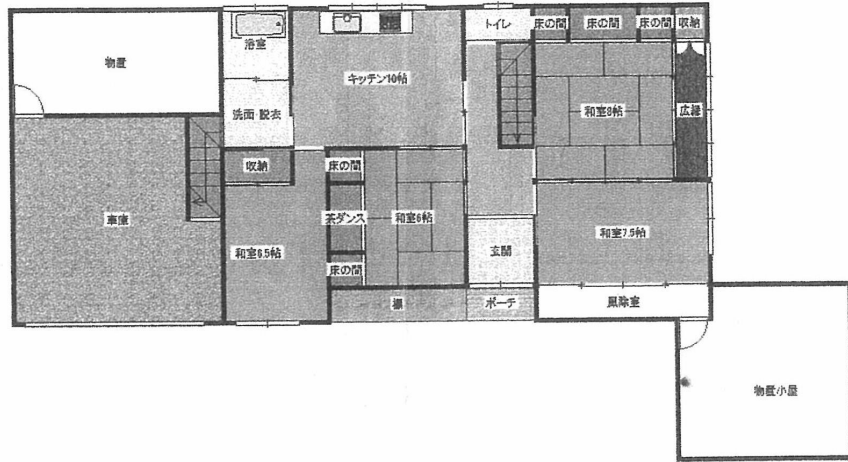 物置
浴室
洗面・脱衣
キッチン10帖
トイレ
床の間
床の間
床の間
収納
和室8帖
広縁
車庫
収納
床の間
茶ダンス
和室6帖
床の間
和室6.5帖
玄関
和室7.5帖
棚
ポーチ
風除室
物置小屋